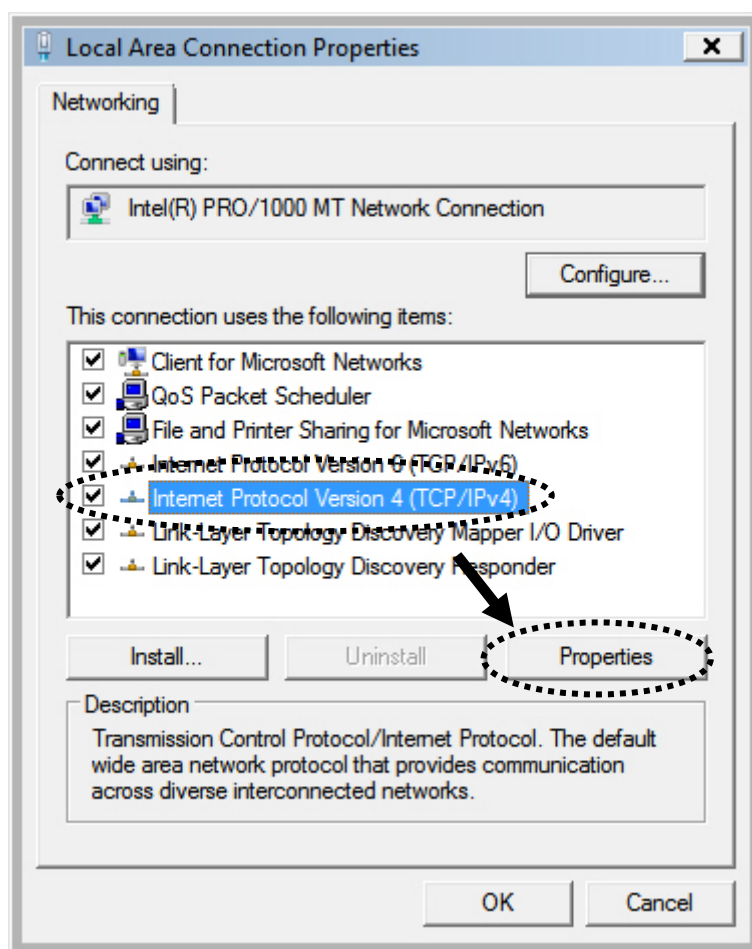 Local Area Connection Properties
Networking
Connect using:
Intel(R) PRO/1000 MT Network Connection
Configure...
This connection uses the following items:
Client for Microsoft Networks
QoS Packet Scheduler
File and Printer Sharing for Microsoft Networks
Internet Protocol Version 6 (TCP/IPv6)
Internet Protocol Version 4 (TCP/IPv4)
Link-Layer Topology Discovery Mapper I/O Driver
Link-Layer Topology Discovery Responder
Install... Uninstall Properties
Description
Transmission Control Protocol/Internet Protocol. The default
wide area network protocol that provides communication
across diverse interconnected networks.
OK Cancel